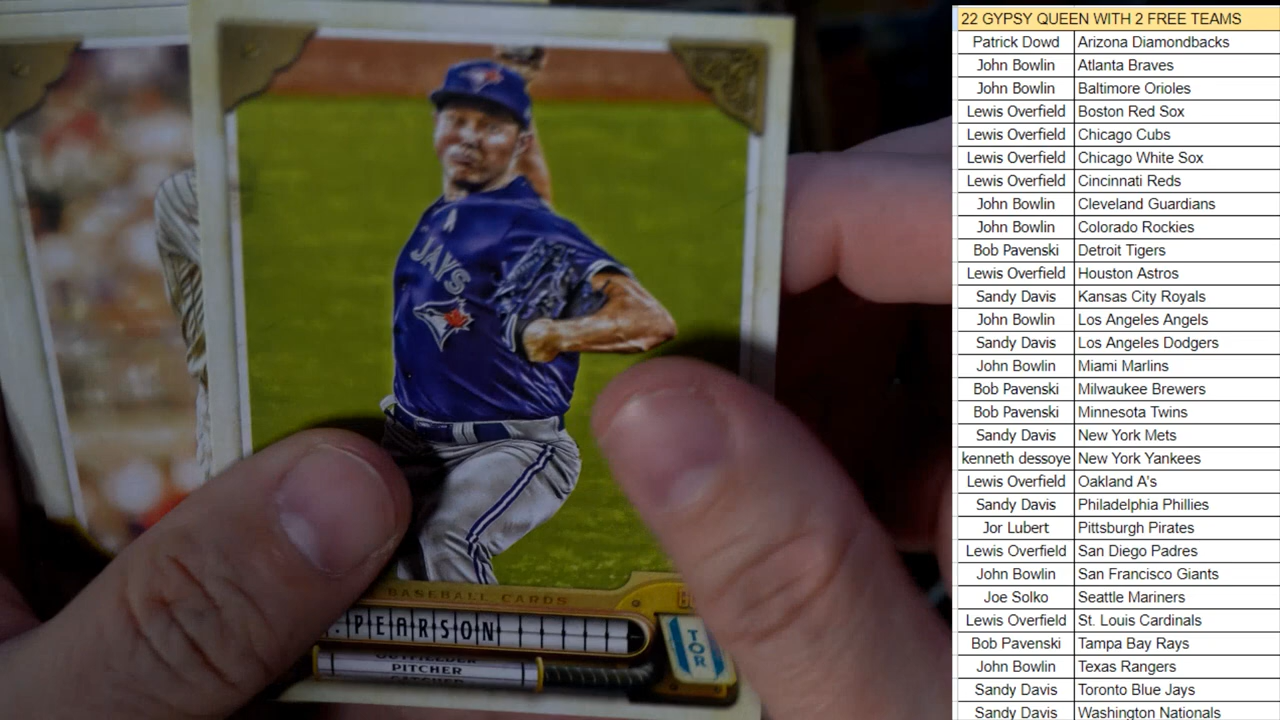 JAYS
BASEBALL CARDS
. PEARSON
TOR
OUTFIELDER
PITCHER
CATCHER
22 GYPSY QUEEN WITH 2 FREE TEAMS
Patrick Dowd Arizona Diamondbacks
John Bowlin Atlanta Braves
John Bowlin Baltimore Orioles
Lewis Overfield Boston Red Sox
Lewis Overfield Chicago Cubs
Lewis Overfield Chicago White Sox
Lewis Overfield Cincinnati Reds
John Bowlin Cleveland Guardians
John Bowlin Colorado Rockies
Bob Pavenski Detroit Tigers
Lewis Overfield Houston Astros
Sandy Davis Kansas City Royals
John Bowlin Los Angeles Angels
Sandy Davis Los Angeles Dodgers
John Bowlin Miami Marlins
Bob Pavenski Milwaukee Brewers
Bob Pavenski Minnesota Twins
Sandy Davis New York Mets
kenneth dessoye New York Yankees
Lewis Overfield Oakland A's
Sandy Davis Philadelphia Phillies
Jor Lubert Pittsburgh Pirates
Lewis Overfield San Diego Padres
John Bowlin San Francisco Giants
Joe Solko Seattle Mariners
Lewis Overfield St. Louis Cardinals
Bob Pavenski Tampa Bay Rays
John Bowlin Texas Rangers
Sandy Davis Toronto Blue Jays
Sandy Davis Washington Nationals